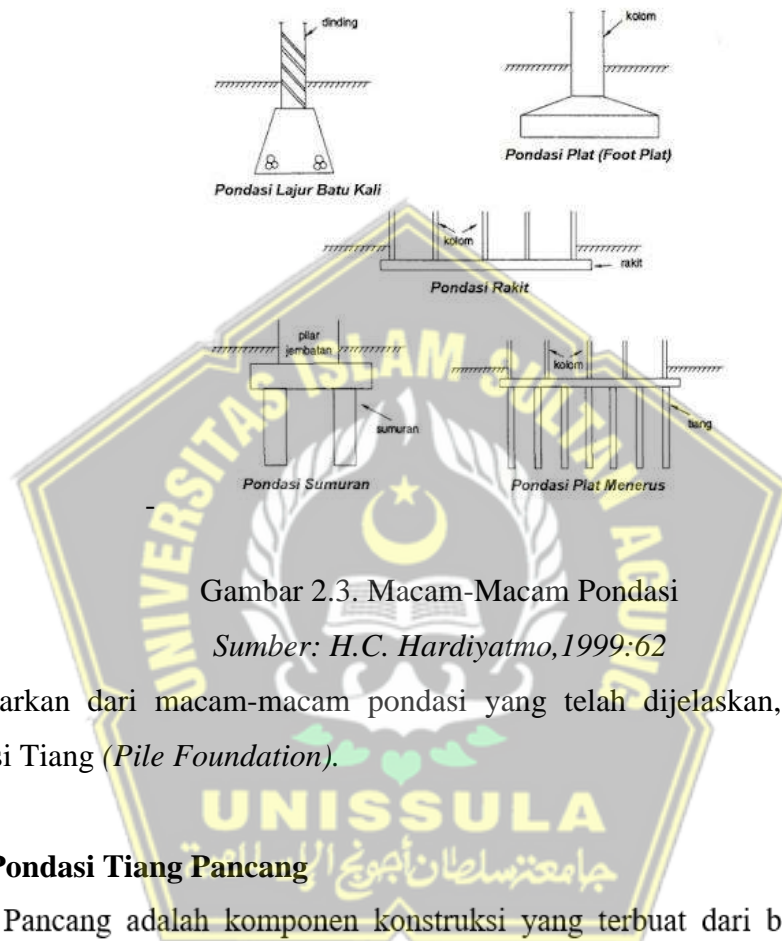 dinding
kolom
Pondasi Lajur Batu Kali
Pondasi Plat (Foot Plat)
kolom
rakit
Pondasi Rakit
pilar
jembatan
sumuran
Pondasi Sumuran
kolom
tiang
Pondasi Plat Menerus
-
UNIVERSITAS ISLAM SULTAN AGUNG
Gambar 2.3. Macam-Macam Pondasi
Sumber: H.C. Hardiyatmo,1999:62
arkan dari macam-macam pondasi yang telah dijelaskan,
si Tiang (Pile Foundation).
UNISSULA
جامعتسلطان أجونج الإسلامية
Pondasi Tiang Pancang
Pancang adalah komponen konstruksi yang terbuat dari b